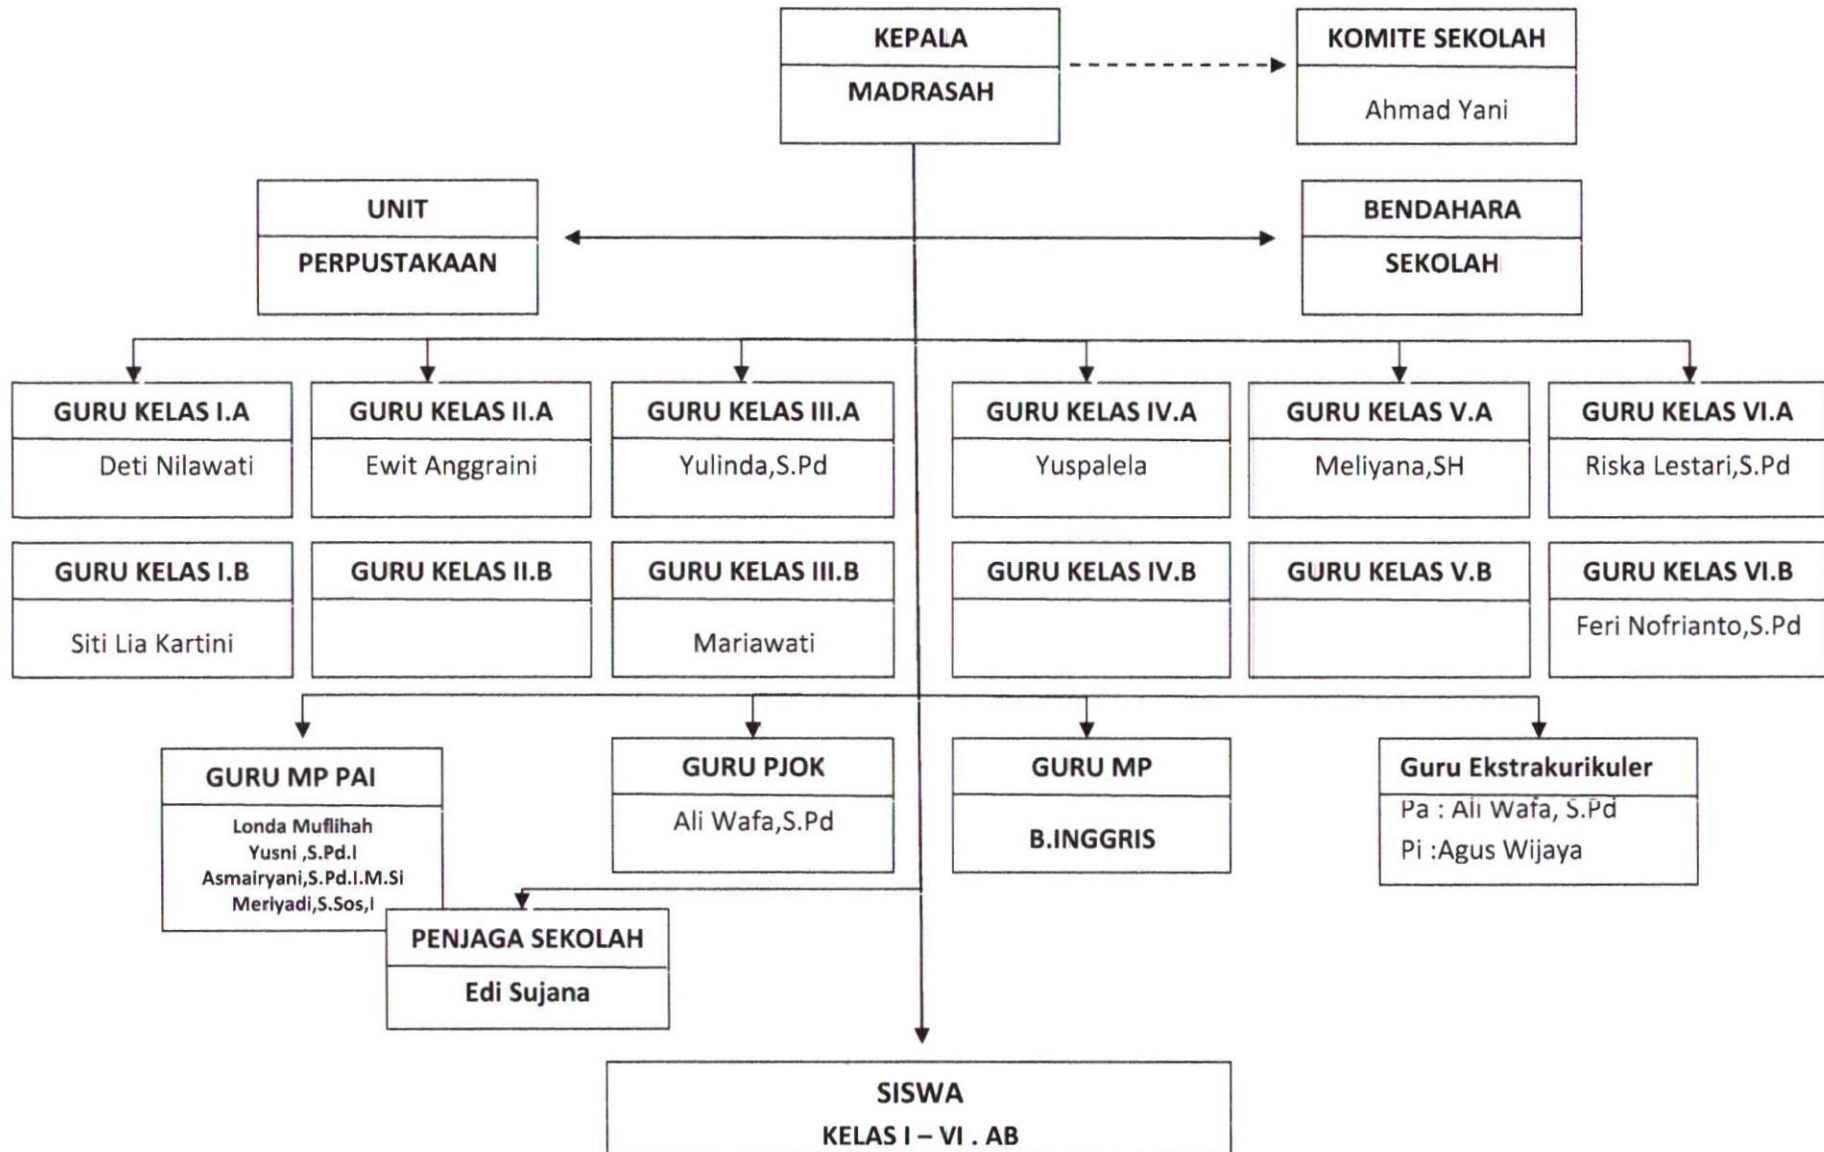 KEPALA
MADRASAH
KOMITE SEKOLAH
Ahmad Yani
UNIT
PERPUSTAKAAN
BENDAHARA
SEKOLAH
GURU KELAS I.A
Deti Nilawati
GURU KELAS II.A
Ewit Anggraini
GURU KELAS III.A
Yulinda,S.Pd
GURU KELAS IV.A
Yuspalela
GURU KELAS V.A
Meliyana,SH
GURU KELAS VI.A
Riska Lestari,S.Pd
GURU KELAS I.B
Siti Lia Kartini
GURU KELAS II.B
GURU KELAS III.B
Mariawati
GURU KELAS IV.B
GURU KELAS V.B
GURU KELAS VI.B
Feri Nofrianto,S.Pd
GURU MP PAI
Londa Muflihah
Yusni ,S.Pd.I
Asmairyani,S.Pd.I.M.Si
Meriyadi,S.Sos,I
GURU PJOK
Ali Wafa,S.Pd
GURU MP
B.INGGRIS
Guru Ekstrakurikuler
Pa : Ali Wafa, S.Pd
Pi :Agus Wijaya
PENJAGA SEKOLAH
Edi Sujana
SISWA
KELAS I – VI . AB